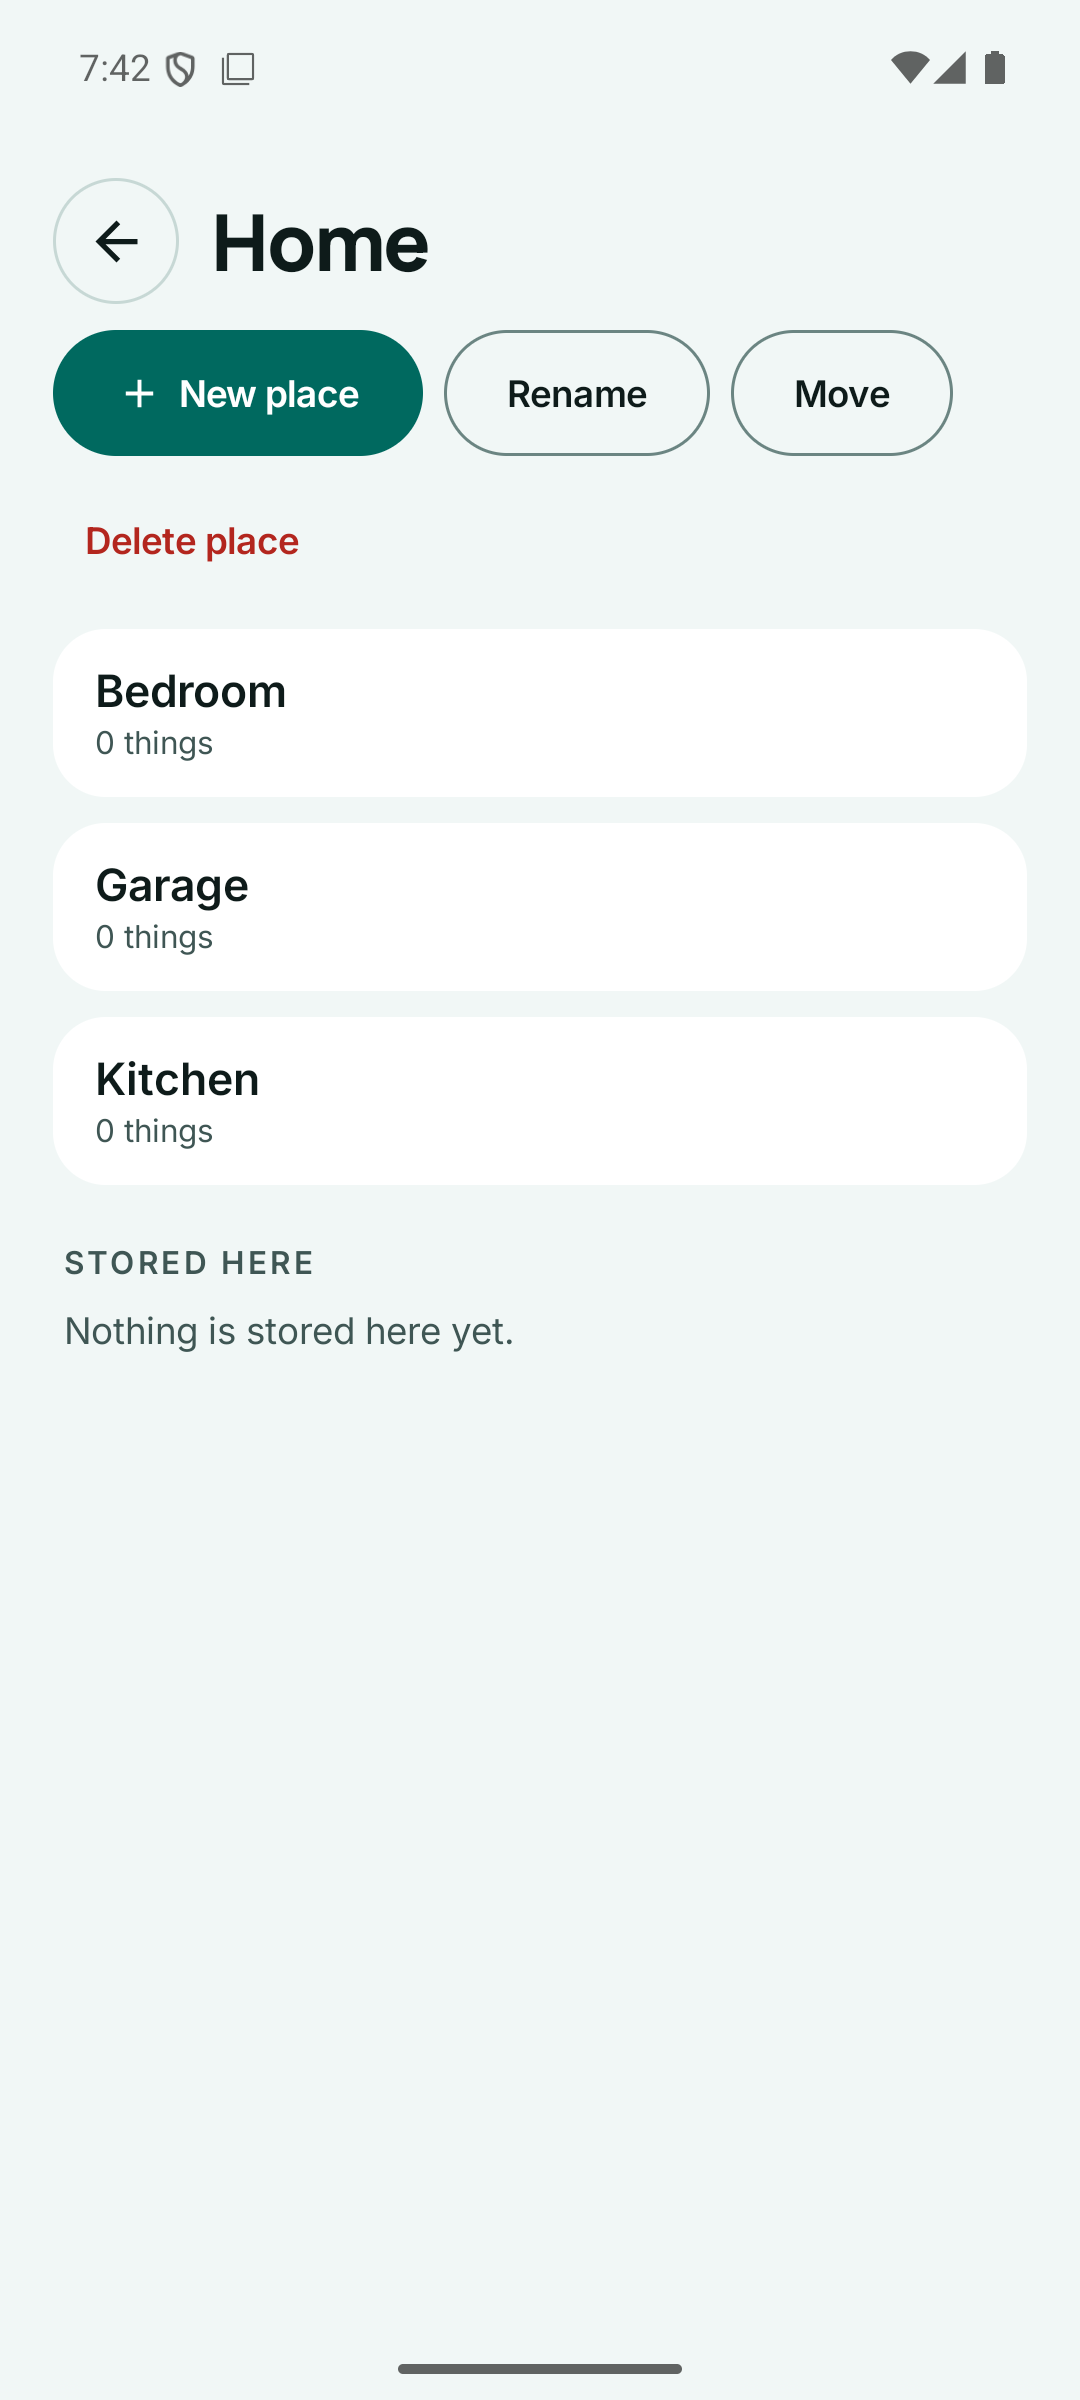 7:42
Home
New place
Rename
Move
Delete place
Bedroom
0 things
Garage
0 things
Kitchen
0 things
STORED HERE
Nothing is stored here yet.